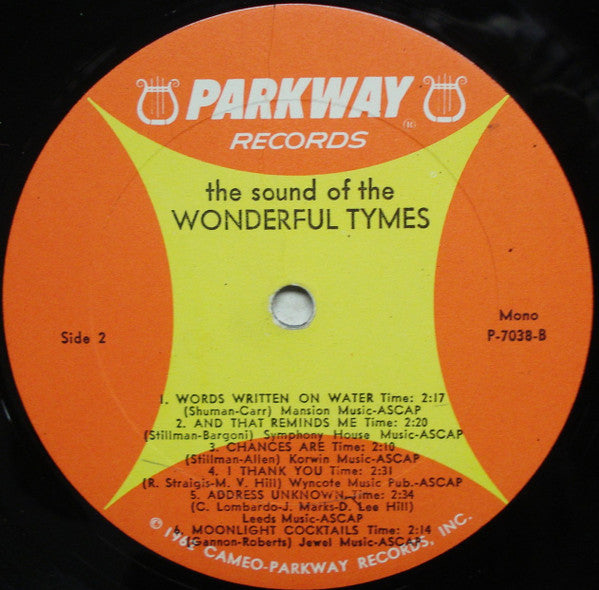 PARKWAY
RECORDS
the sound of the
WONDERFUL TYMES
Side 2
Mono
P-7038-B
1. WORDS WRITTEN ON WATER Time: 2:17
(Shuman-Carr) Mansion Music-ASCAP
2. AND THAT REMINDS ME Time: 2:20
(Stillman-Bargoni) Symphony House Music-ASCAP
3. CHANCES ARE Time: 2:10
(Stillman-Allen) Korwin Music-ASCAP
4. I THANK YOU Time: 2:31
(R. Straigis-M. V. Hill) Wyncote Music Pub.-ASCAP
5. ADDRESS UNKNOWN Time: 2:34
(C. Lombardo-J. Marks-D. Lee Hill)
Leeds Music-ASCAP
6. MOONLIGHT COCKTAILS Time: 2:14
(Gannon-Roberts) Jewel Music-ASCAP
© CAMEO-PARKWAY RECORDS, INC.